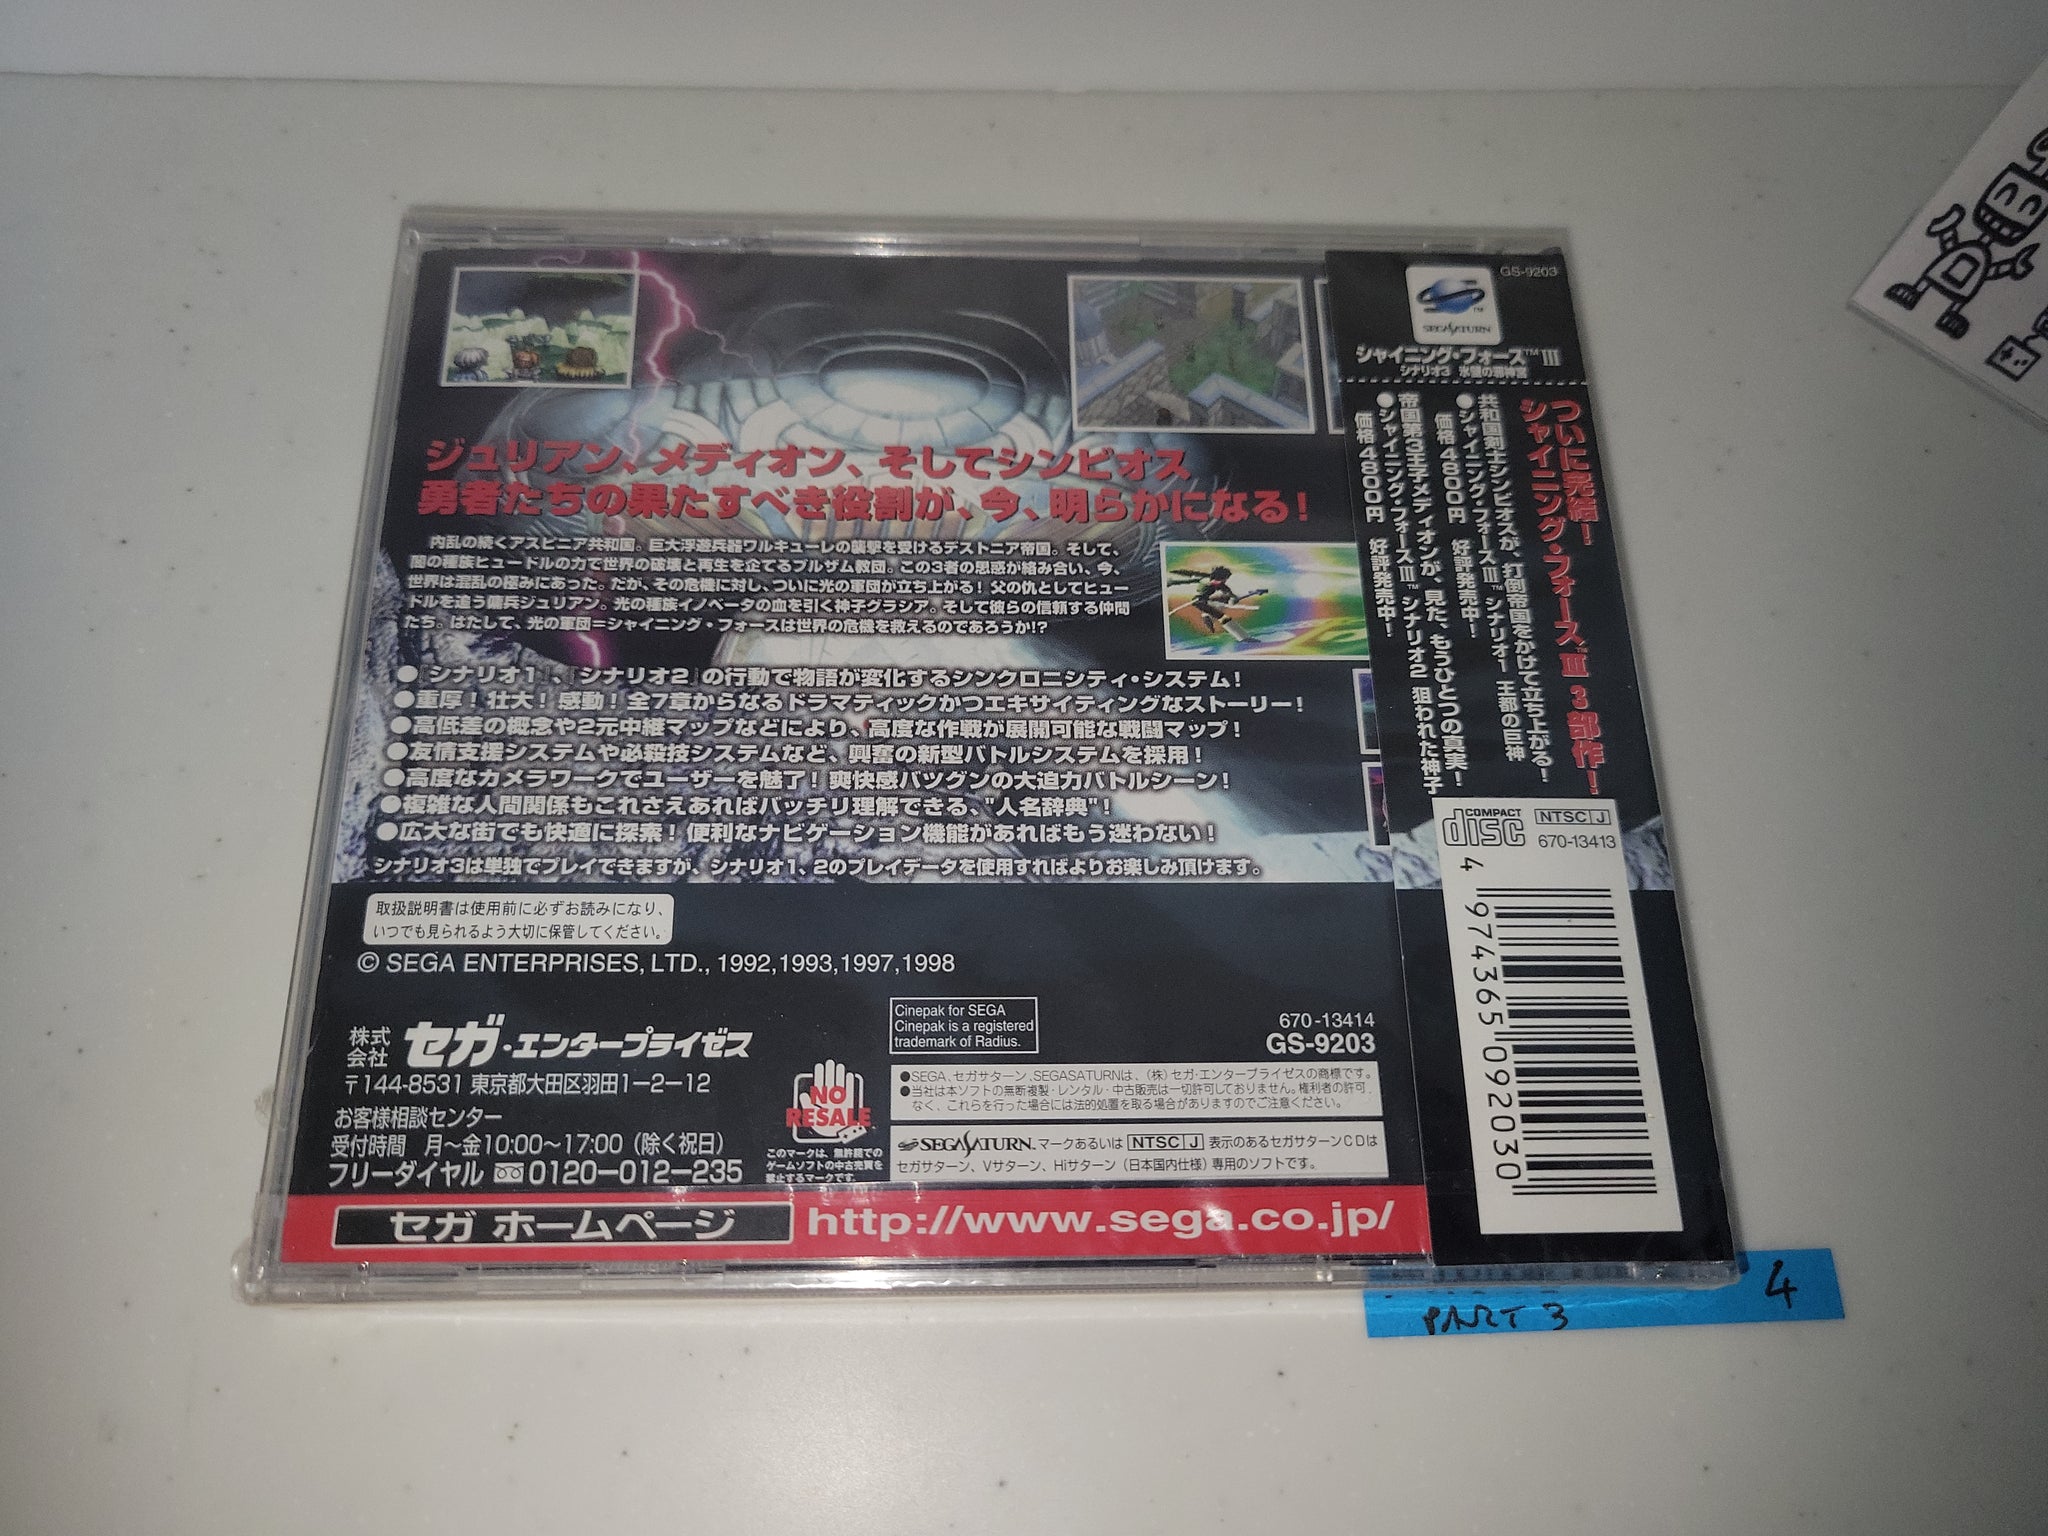 ジュリアン、メディオン、そしてシンビオス
勇者たちの果たすべき役割が、今、明らかになる!
内乱の続くアスピニア共和国。巨大浮遊兵器ワルキューレの襲撃を受けるデストニア帝国。そして、
闇の種族ヒュードルの力で世界の破壊と再生を企てるブルザム教団。この3者の思惑が絡み合い、今、
世界は混乱の極みにあった。だが、その危機に対し、ついに光の軍団が立ち上がる! 父の仇としてヒュー
ドルを追う傭兵ジュリアン。光の種族イノベータの血を引く神子グラシア。そして彼らの信頼する仲間
たち。はたして、光の軍団=シャイニング・フォースは世界の危機を救えるのであろうか!?
●「シナリオ1」、「シナリオ2」の行動で物語が変化するシンクロニシティ・システム!
●重厚! 壮大! 感動! 全7章からなるドラマティックかつエキサイティングなストーリー!
●高低差の概念や2元中継マップなどにより、高度な作戦が展開可能な戦闘マップ!
●友情支援システムや必殺技システムなど、興奮の新型バトルシステムを採用!
●高度なカメラワークでユーザーを魅了! 爽快感バツグンの大迫力バトルシーン!
●複雑な人間関係もこれさえあればバッチリ理解できる、"人名辞典"!
●広大な街でも快適に探索! 便利なナビゲーション機能があればもう迷わない!
シナリオ3は単独でプレイできますが、シナリオ1、2のプレイデータを使用すればよりお楽しみ頂けます。
取扱説明書は使用前に必ずお読みになり、
いつでも見られるよう大切に保管してください。
© SEGA ENTERPRISES, LTD., 1992,1993,1997,1998
株式会社 セガ・エンタープライゼス
〒144-8531 東京都大田区羽田1-2-12
お客様相談センター
受付時間 月〜金10:00〜17:00(除く祝日)
フリーダイヤル 0120-012-235
NO
RESALE
このマークは、無許諾での
ゲームソフトの中古売買を
禁止するマークです。
Cinepak for SEGA
Cinepak is a registered
trademark of Radius.
670-13414
GS-9203
●SEGA、セガサターン、SEGASATURNは、(株)セガ・エンタープライゼスの商標です。
●当社は本ソフトの無断複製・レンタル・中古販売は一切許可しておりません。権利者の許可.
なく、これらを行った場合には法的処置を取る場合がありますのでご注意ください。
SEGASATURN.マークあるいは NTSC J 表示のあるセガサターンCDは
セガサターン、Vサターン、Hiサターン(日本国内仕様)専用のソフトです。
セガ ホームページ
http://www.sega.co.jp/
GS-9203
SEGASATURN
シャイニング・フォース™III
シナリオ3 氷壁の邪神宮
ついに完結!
シャイニング・フォース™III 3部作!
共和国剣士シンビオスが、打倒帝国をかけて立ち上がる!
●シャイニング・フォースIII™シナリオ1 王都の巨神
価格4800円 好評発売中!
帝国第3王子メディオンが、見た、もうひとつの真実!
●シャイニング・フォースIII™シナリオ2 狙われた神子
価格4800円 好評発売中!
COMPACT
disc
NTSC J
670-13413
4 974365 092030
PART 3
4